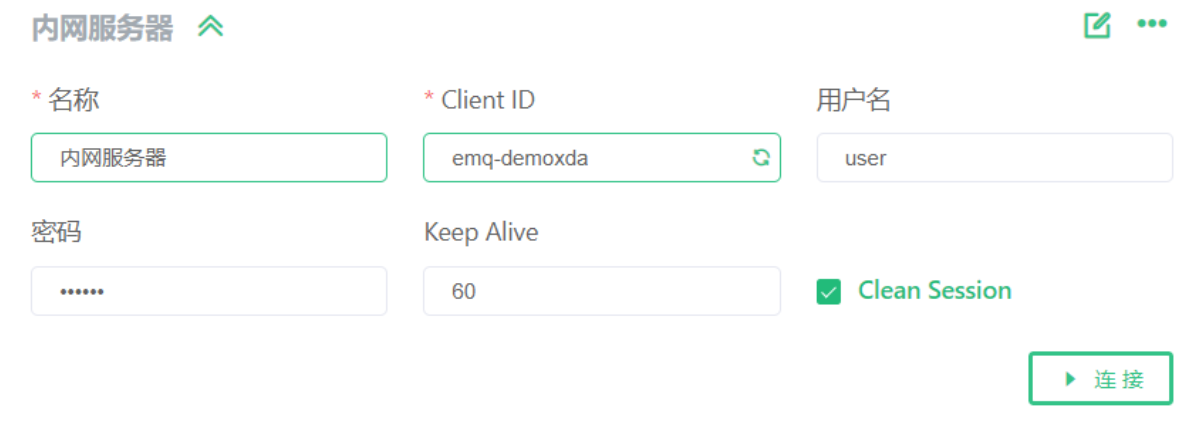 内网服务器
* 名称
* Client ID
用户名
内网服务器
emq-demoxda
user
密码
Keep Alive
••••••
60
Clean Session
连 接